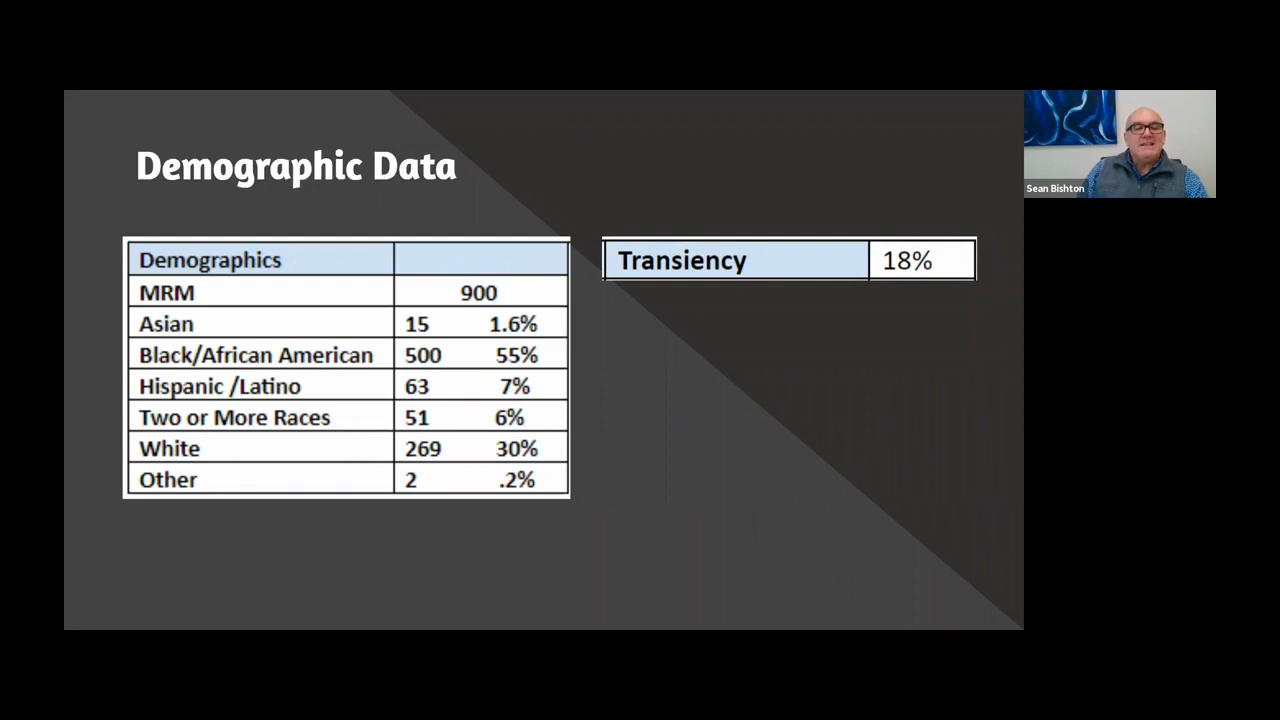 Demographic Data
Demographics
MRM 900
Asian 15 1.6%
Black/African American 500 55%
Hispanic /Latino 63 7%
Two or More Races 51 6%
White 269 30%
Other 2 .2%
Transiency 18%
Sean Bishton